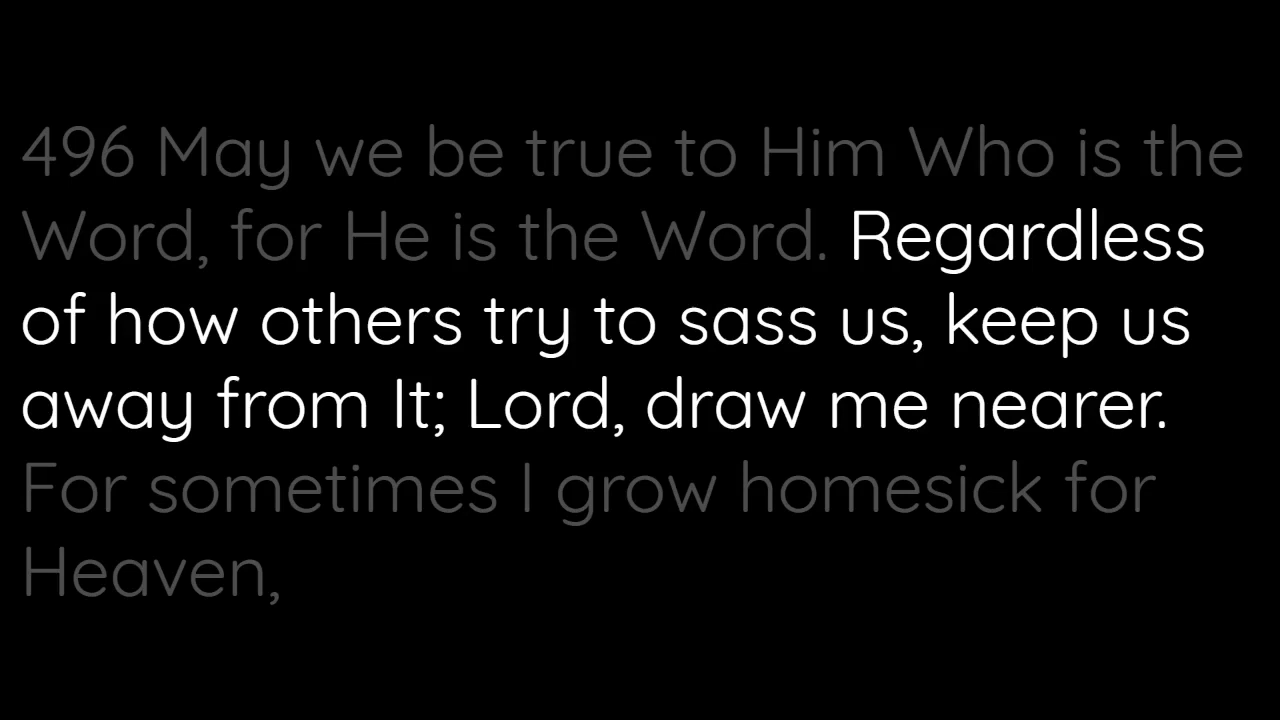 496 May we be true to Him Who is the
Word, for He is the Word. Regardless
of how others try to sass us, keep us
away from It; Lord, draw me nearer.
For sometimes I grow homesick for
Heaven,